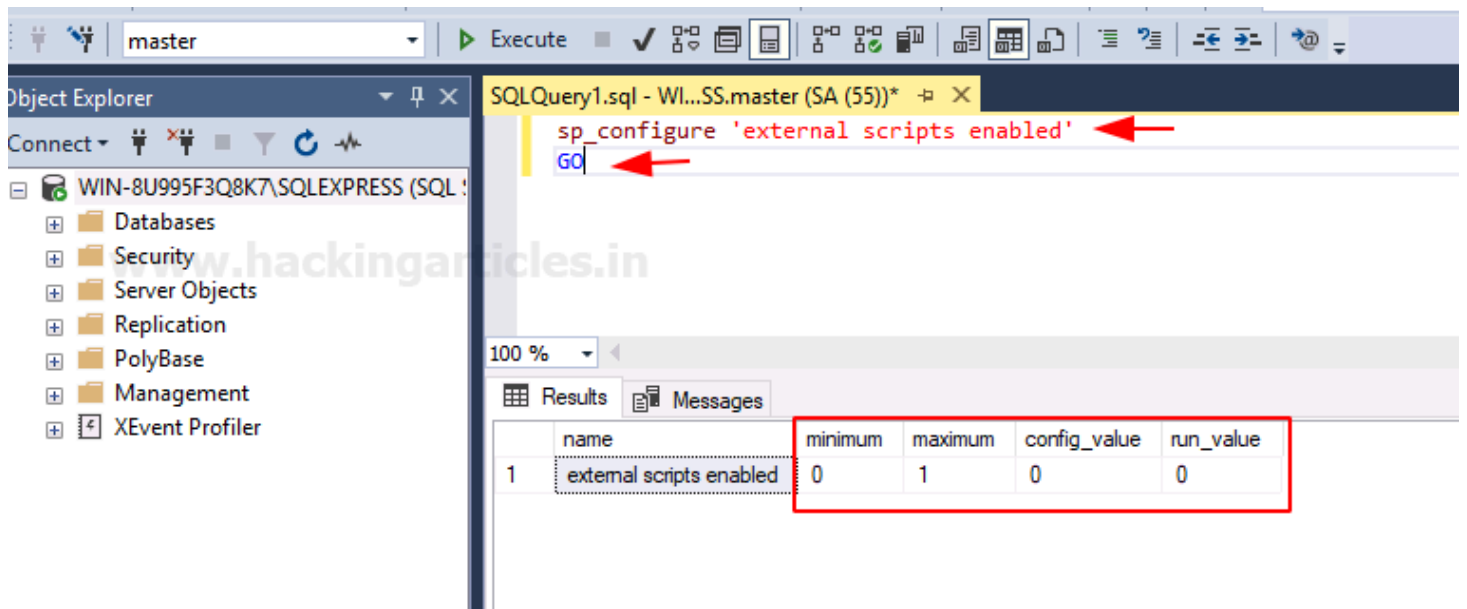 master
Execute
Object Explorer
SQLQuery1.sql - WI...SS.master (SA (55))*
Connect
WIN-8U995F3Q8K7\SQLEXPRESS (SQL S
Databases
Security
Server Objects
Replication
PolyBase
Management
XEvent Profiler
sp_configure 'external scripts enabled'
GO
www.hackingarticles.in
100 %
Results Messages
name minimum maximum config_value run_value
1 external scripts enabled 0 1 0 0